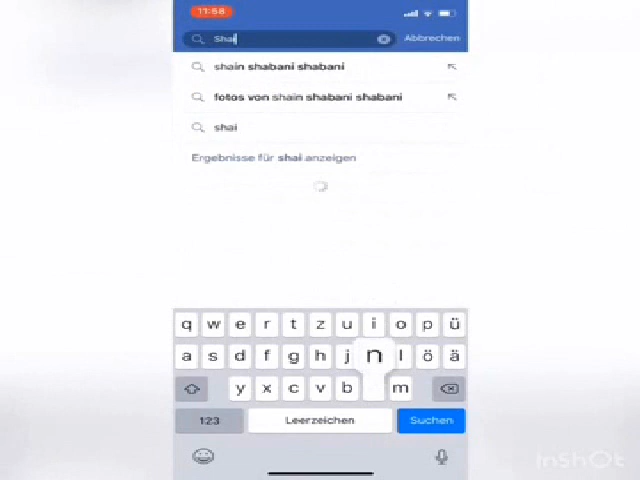 11:58
Shai
Abbrechen
shain shabani shabani
fotos von shain shabani shabani
shai
Ergebnisse für shai anzeigen
q w e r t z u i o p ü
a s d f g h j n l ö ä
y x c v b m
123 Leerzeichen Suchen
InShOt